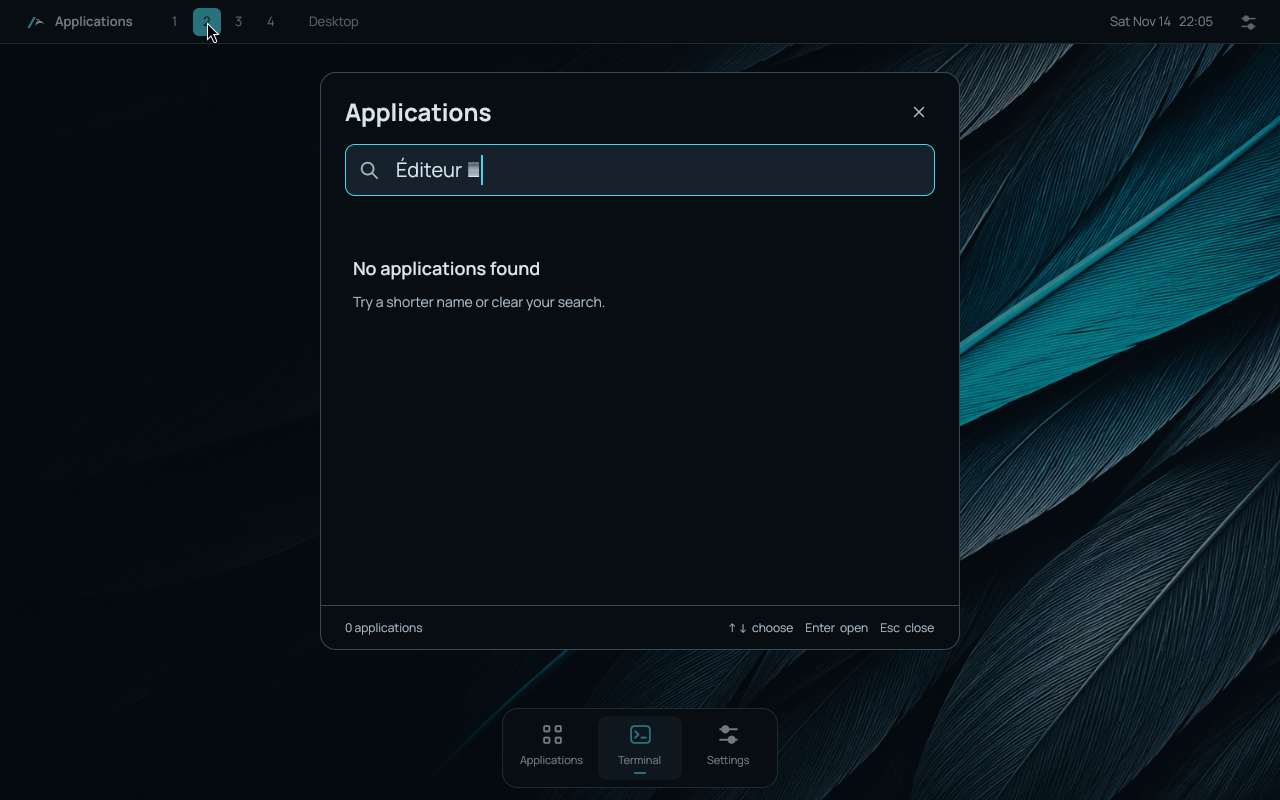 Applications
1
2
3
4
Desktop
Sat Nov 14 22:05
Applications
Éditeur
No applications found
Try a shorter name or clear your search.
0 applications
↑↓ choose Enter open Esc close
Applications
Terminal
Settings